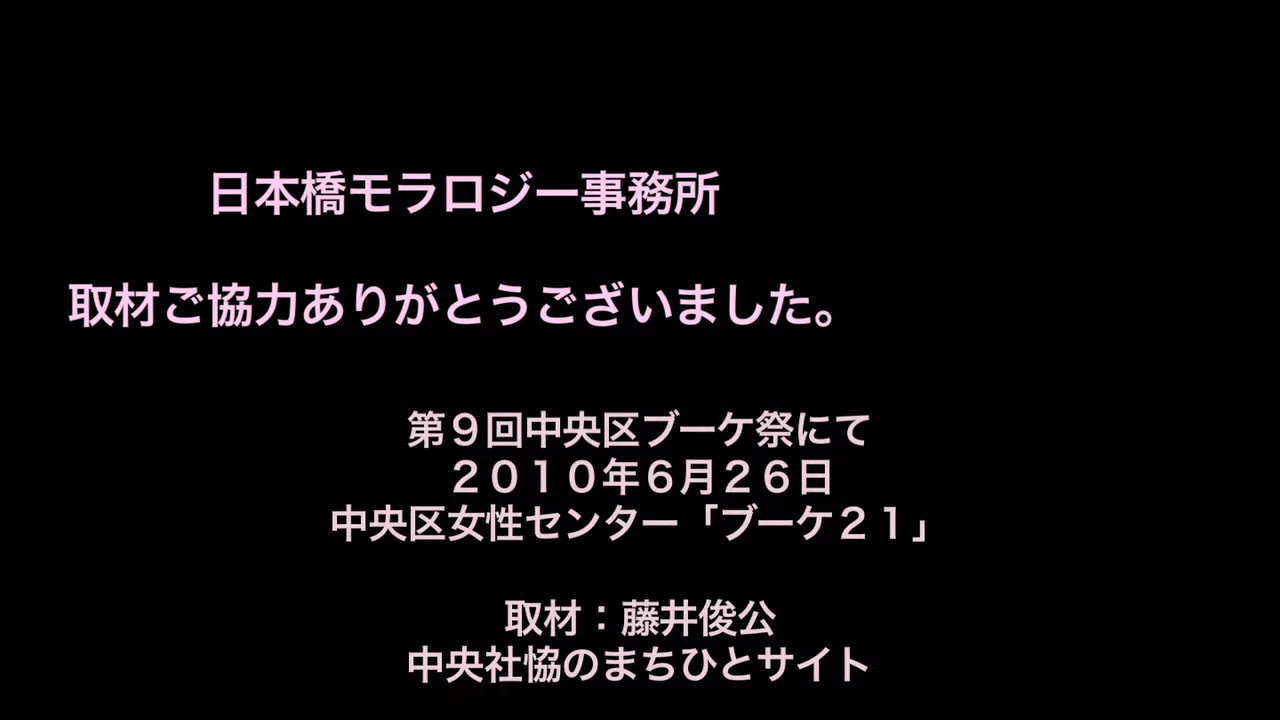 日本橋モラロジー事務所
取材ご協力ありがとうございました。
第９回中央区ブーケ祭にて
２０１０年６月２６日
中央区女性センター「ブーケ２１」
取材：藤井俊公
中央社協のまちひとサイト